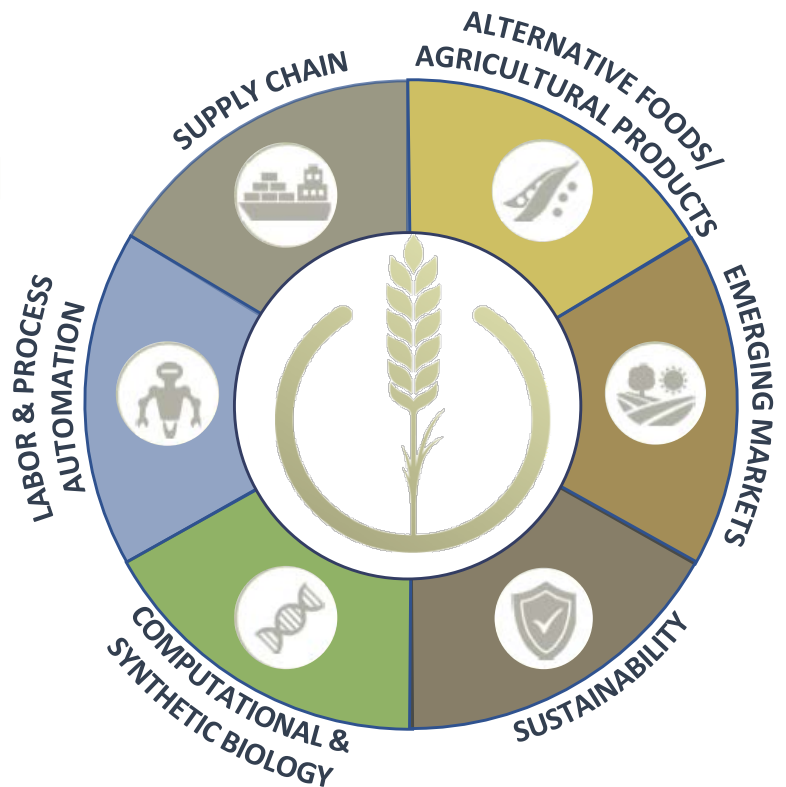 SUPPLY CHAIN
ALTERNATIVE FOODS/
AGRICULTURAL PRODUCTS
EMERGING MARKETS
SUSTAINABILITY
COMPUTATIONAL &
SYNTHETIC BIOLOGY
LABOR & PROCESS
AUTOMATION